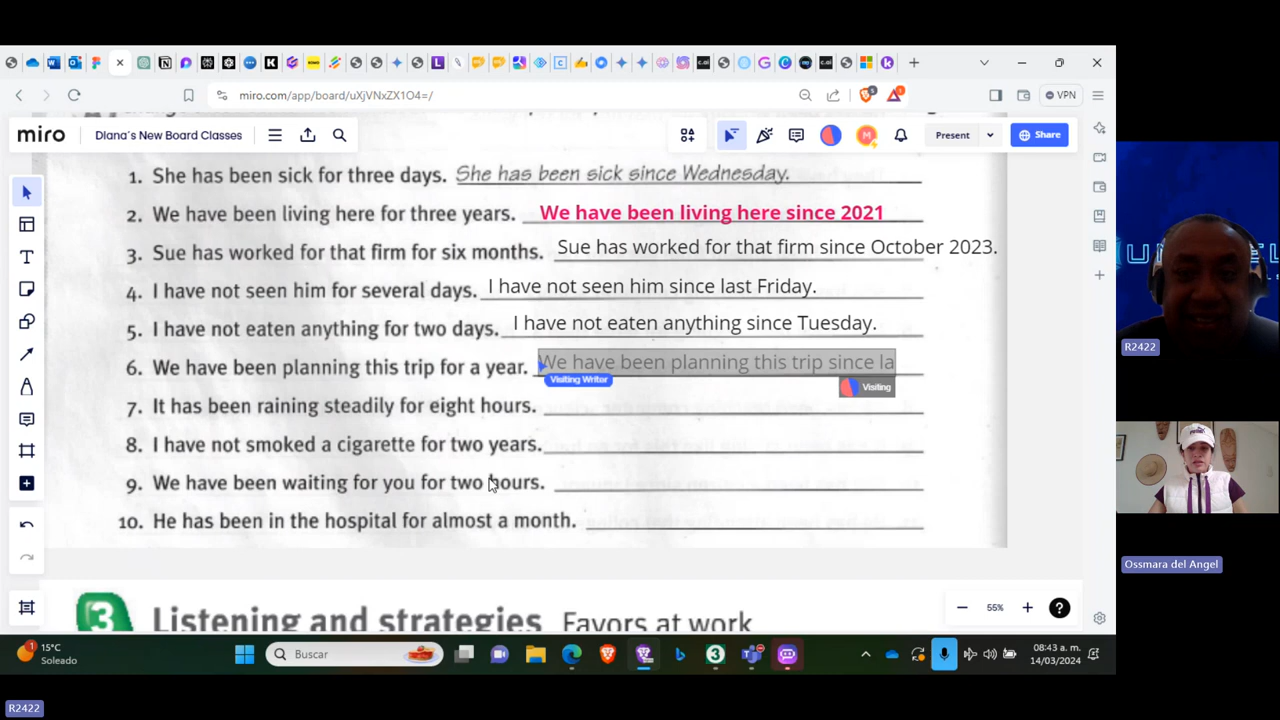 miro.com/app/board/uXjVNxZX1O4=/
VPN
miro
DIana's New Board Classes
Present
Share
1. She has been sick for three days. She has been sick since Wednesday.
2. We have been living here for three years. We have been living here since 2021
3. Sue has worked for that firm for six months. Sue has worked for that firm since October 2023.
4. I have not seen him for several days. I have not seen him since last Friday.
5. I have not eaten anything for two days. I have not eaten anything since Tuesday.
6. We have been planning this trip for a year. We have been planning this trip since la
Visiting Writer
Visiting
7. It has been raining steadily for eight hours.
8. I have not smoked a cigarette for two years.
9. We have been waiting for you for two hours.
10. He has been in the hospital for almost a month.
3 Listening and strategies Favors at work
55%
15°C
Soleado
Buscar
08:43 a. m.
14/03/2024
R2422
Ossmara del Angel
R2422